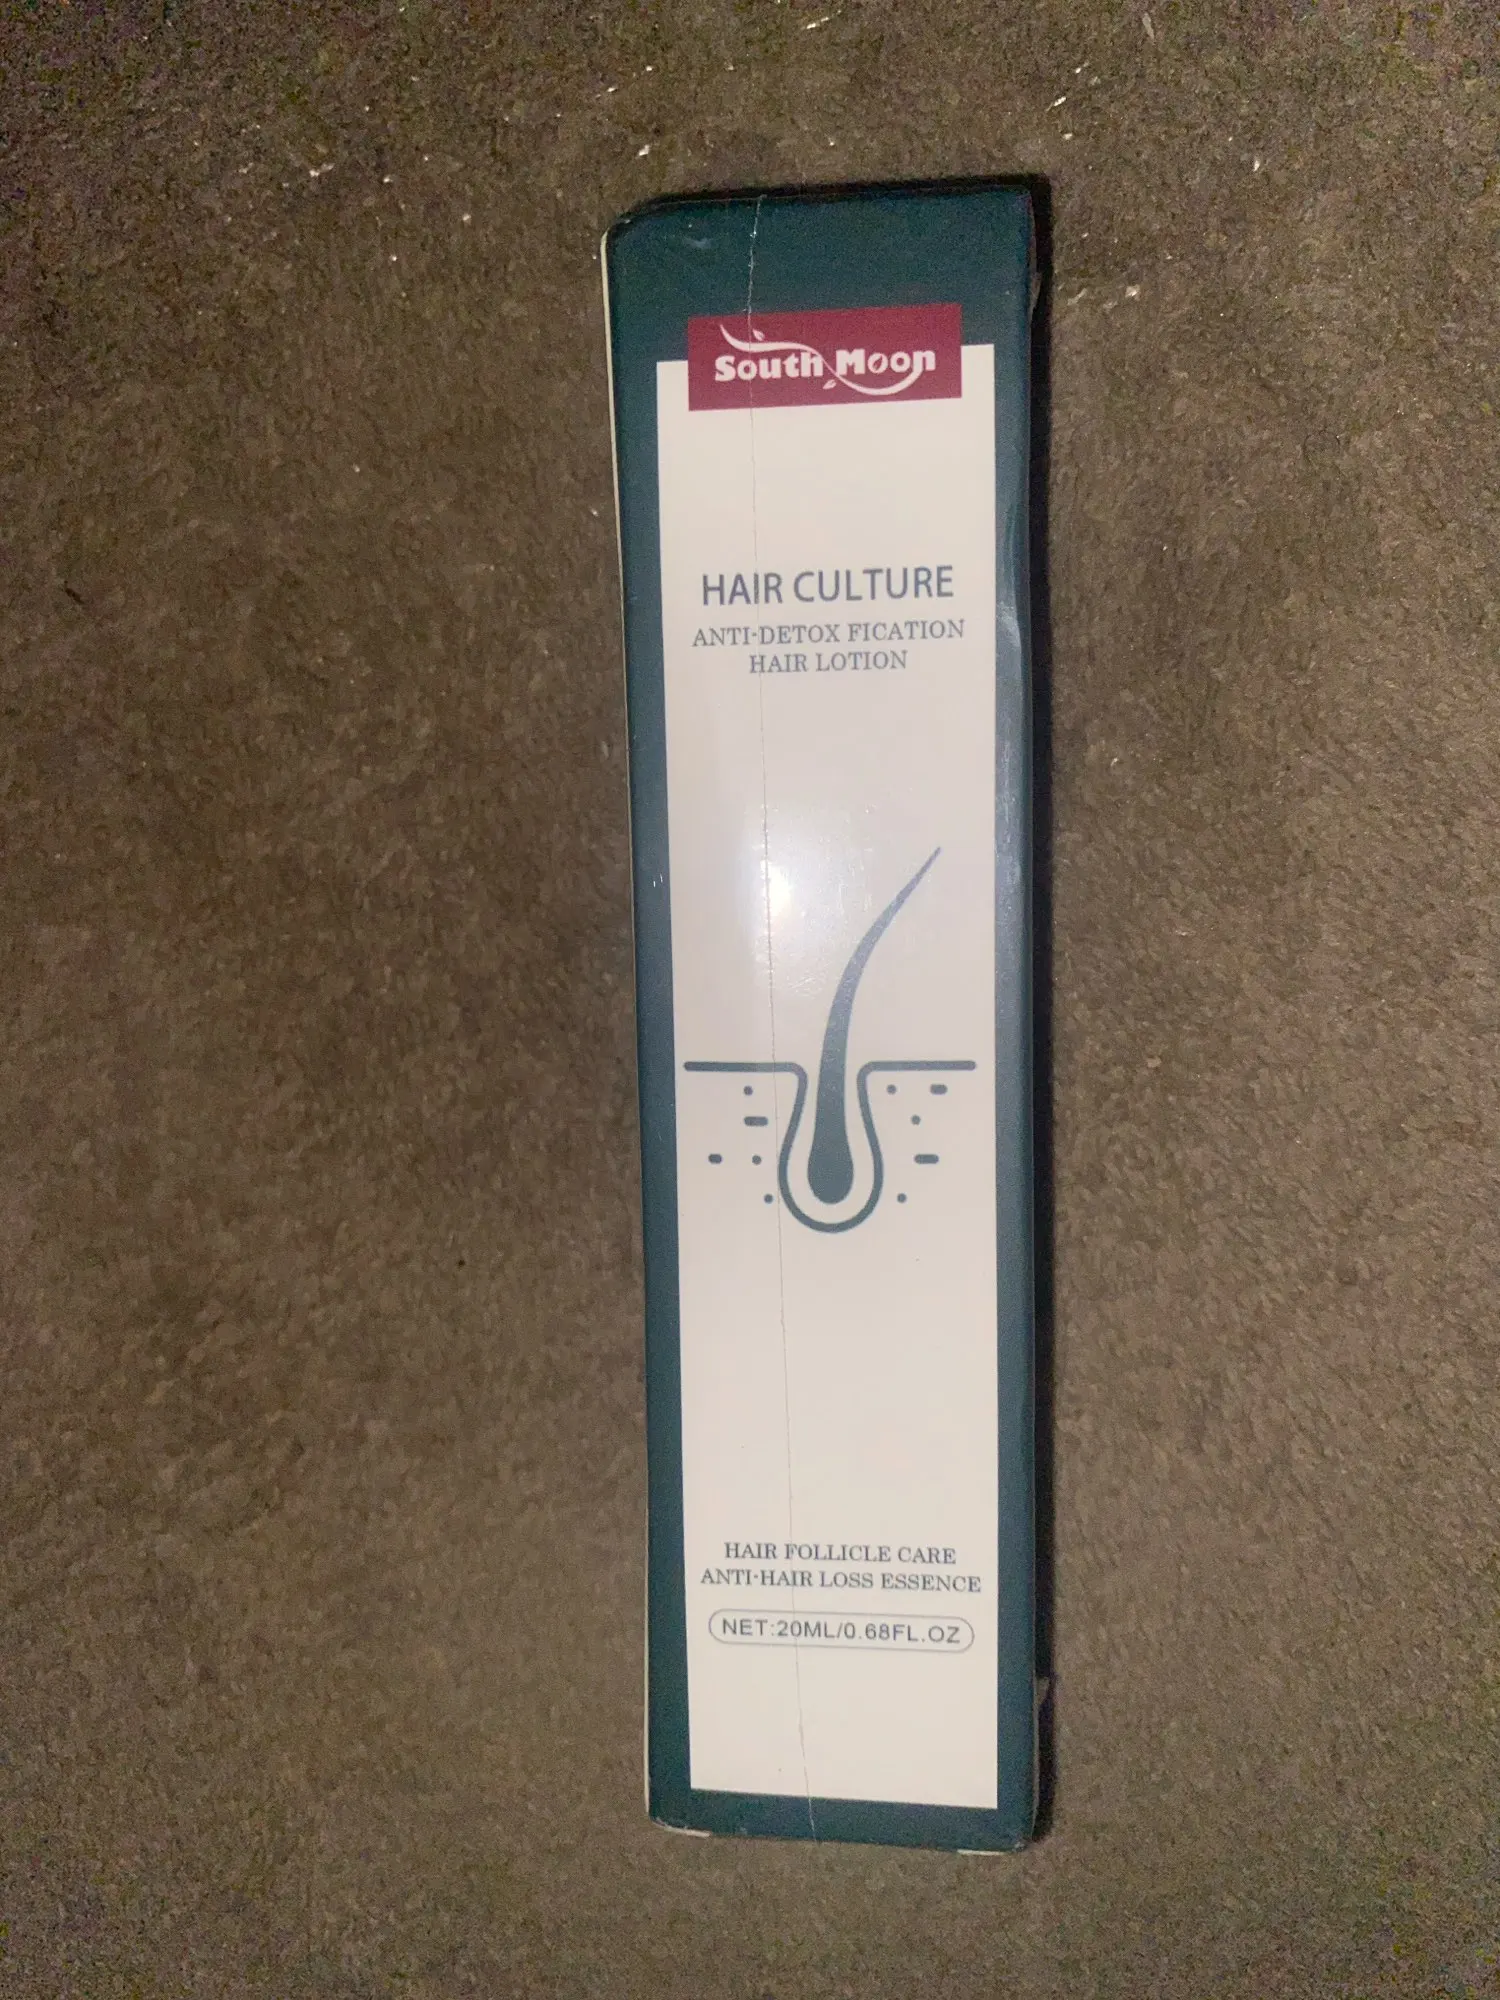 South Moon
HAIR CULTURE
ANTI-DETOX FICATION
HAIR LOTION
HAIR FOLLICLE CARE
ANTI-HAIR LOSS ESSENCE
NET:20ML/0.68FL.OZ